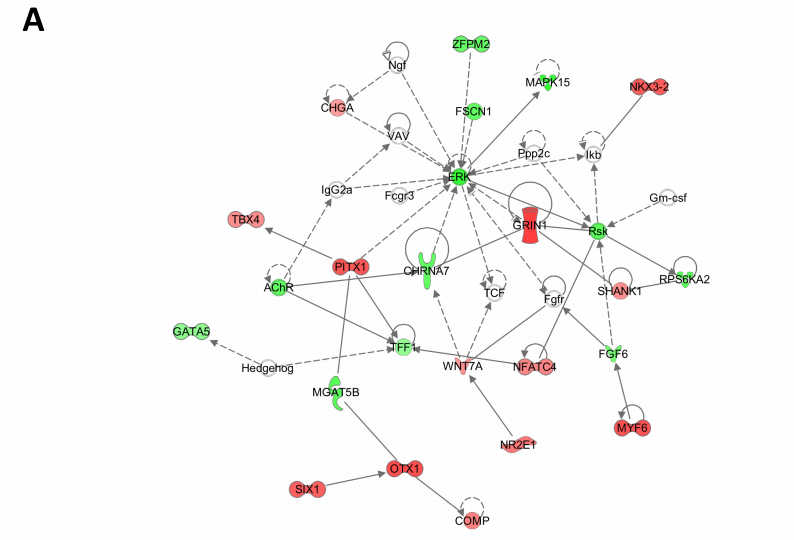 A
ZFPM2
Ngf
MAPK15
NKX3-2
CHGA
FSCN1
VAV
Ppp2c
Ikb
ERK
IgG2a
Fcgr3
Gm-csf
TBX4
GRIN1
Rsk
PITX1
CHRNA7
RPS6KA2
AChR
TCF
SHANK1
Fgfr
GATA5
TFF1
FGF6
Hedgehog
WNT7A
NFATC4
MGAT5B
MYF6
NR2E1
OTX1
SIX1
COMP